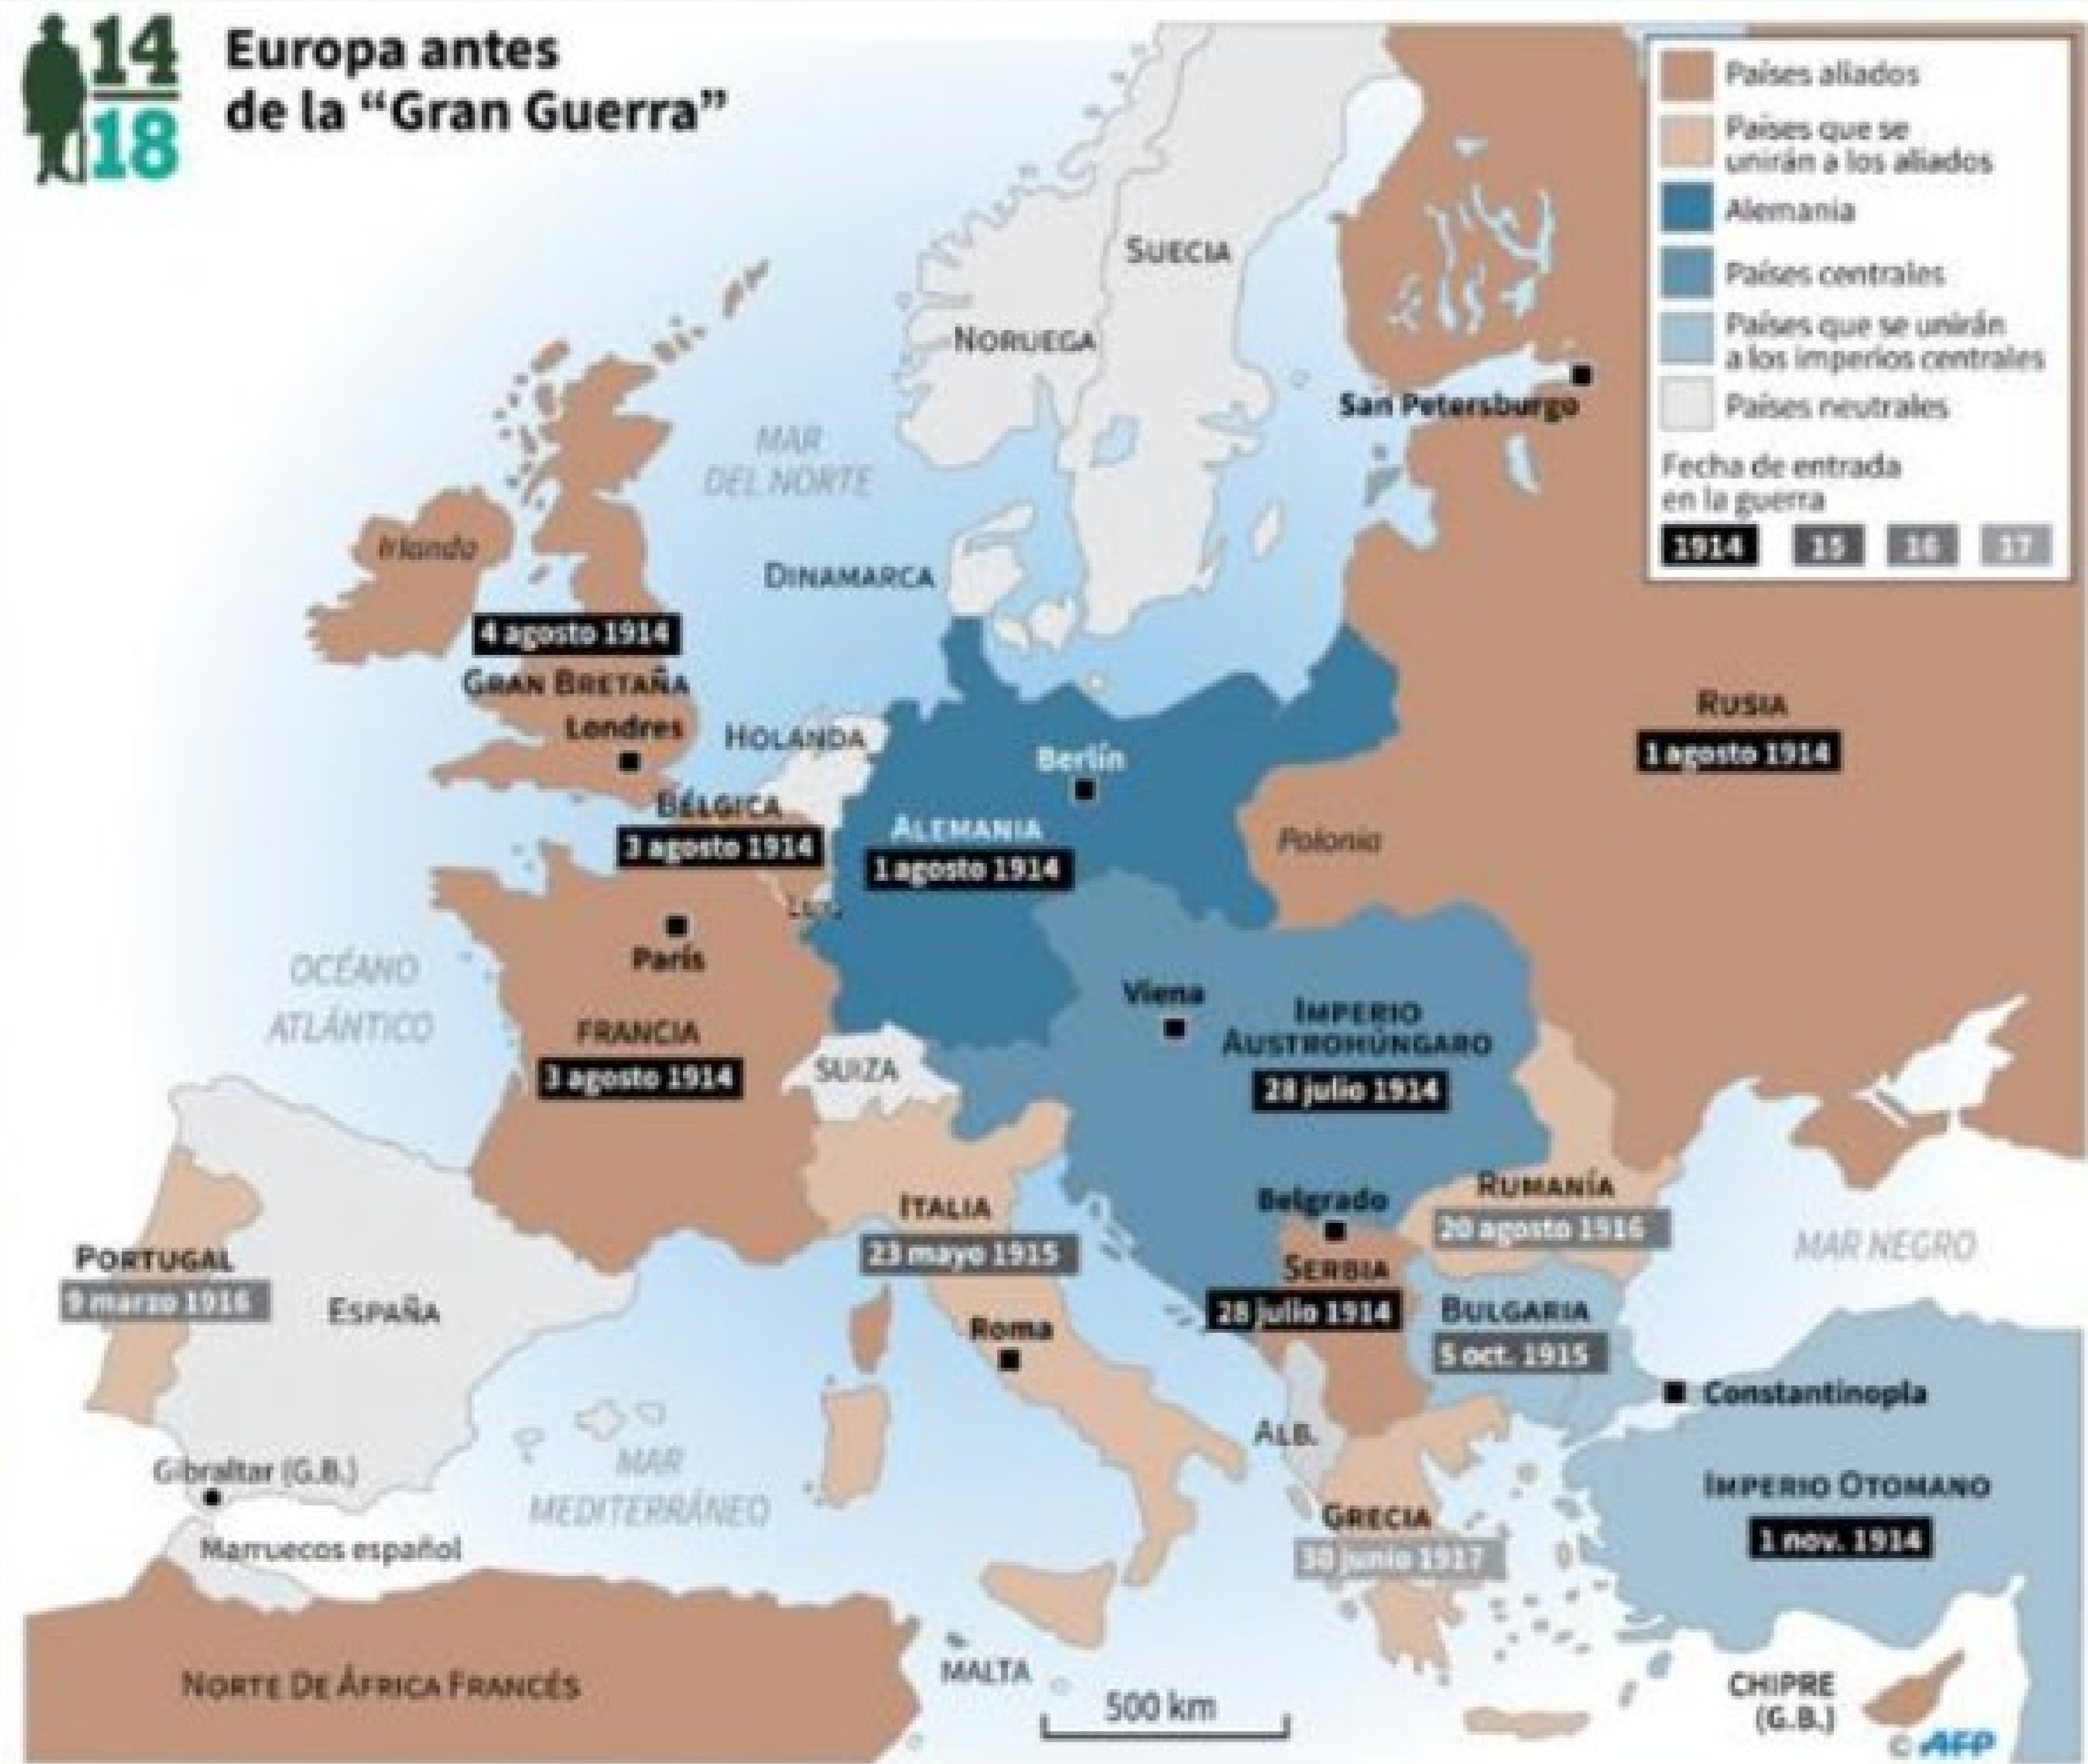 14
18
Europa antes
de la “Gran Guerra”
Países aliados
Países que se
unirán a los aliados
Alemania
Países centrales
Países que se unirán
a los imperios centrales
Países neutrales
Fecha de entrada
en la guerra
1914 15 16 17
SUECIA
NORUEGA
San Petersburgo
MAR
DEL NORTE
Irlanda
DINAMARCA
4 agosto 1914
GRAN BRETAÑA
Londres
HOLANDA
RUSIA
1 agosto 1914
Berlín
BÉLGICA
3 agosto 1914
ALEMANIA
1 agosto 1914
Polonia
París
OCÉANO
ATLÁNTICO
Viena
IMPERIO
AUSTROHÚNGARO
28 julio 1914
FRANCIA
3 agosto 1914
SUIZA
ITALIA
23 mayo 1915
Belgrado
RUMANÍA
20 agosto 1916
MAR NEGRO
PORTUGAL
9 marzo 1916
ESPAÑA
SERBIA
28 julio 1914
BULGARIA
5 oct. 1915
Roma
Constantinopla
ALB.
Gibraltar (G.B.)
MAR
MEDITERRÁNEO
IMPERIO OTOMANO
1 nov. 1914
GRECIA
30 junio 1917
Marruecos español
NORTE DE ÁFRICA FRANCÉS
MALTA
500 km
CHIPRE
(G.B.)
© AFP